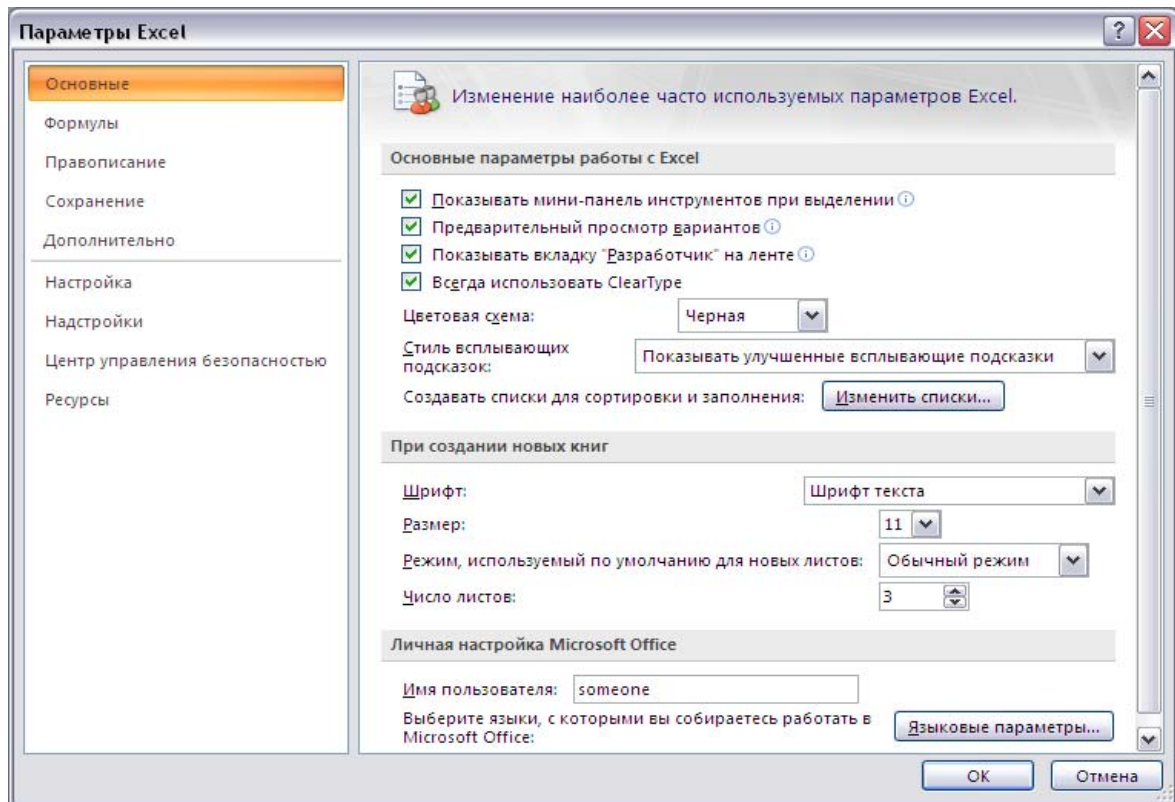 Параметры Excel
Основные
Формулы
Правописание
Сохранение
Дополнительно
Настройка
Надстройки
Центр управления безопасностью
Ресурсы
Изменение наиболее часто используемых параметров Excel.
Основные параметры работы с Excel
Показывать мини-панель инструментов при выделении
Предварительный просмотр вариантов
Показывать вкладку "Разработчик" на ленте
Всегда использовать ClearType
Цветовая схема: Черная
Стиль всплывающих
подсказок: Показывать улучшенные всплывающие подсказки
Создавать списки для сортировки и заполнения: Изменить списки...
При создании новых книг
Шрифт: Шрифт текста
Размер: 11
Режим, используемый по умолчанию для новых листов: Обычный режим
Число листов: 3
Личная настройка Microsoft Office
Имя пользователя: someone
Выберите языки, с которыми вы собираетесь работать в
Microsoft Office: Языковые параметры...
ОК Отмена